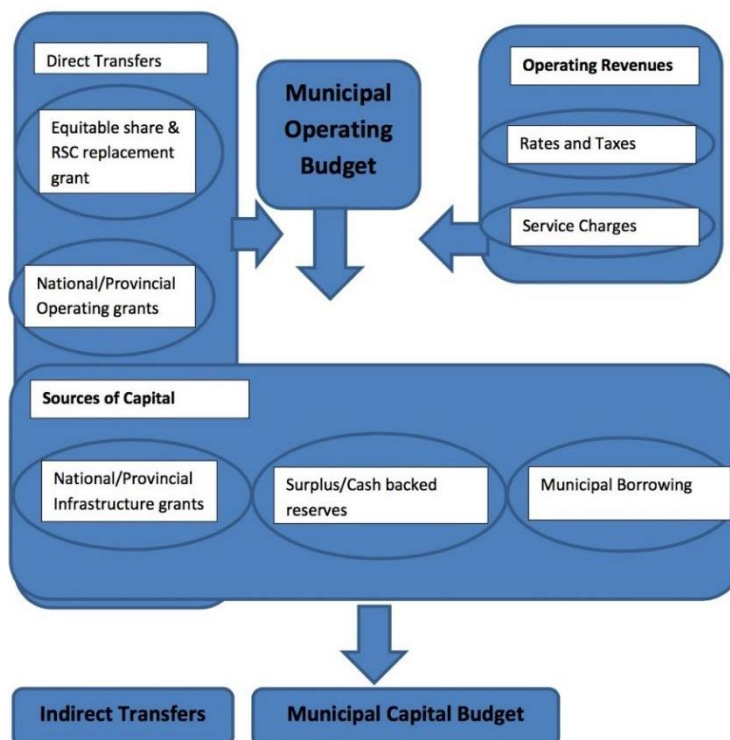 Direct Transfers
Equitable share &
RSC replacement
grant
National/Provincial
Operating grants
Municipal
Operating
Budget
Operating Revenues
Rates and Taxes
Service Charges
Sources of Capital
National/Provincial
Infrastructure grants
Surplus/Cash backed
reserves
Municipal Borrowing
Indirect Transfers
Municipal Capital Budget